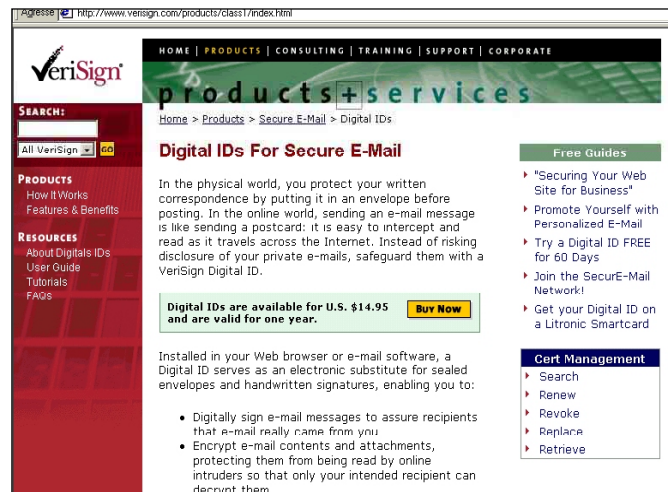 Agresse http://www.verisign.com/products/class1/index.html
VeriSign
HOME | PRODUCTS | CONSULTING | TRAINING | SUPPORT | CORPORATE
products+services
Home > Products > Secure E-Mail > Digital IDs
SEARCH:
All VeriSign GO
PRODUCTS
How It Works
Features & Benefits
RESOURCES
About Digitals IDs
User Guide
Tutorials
FAQs
Digital IDs For Secure E-Mail
In the physical world, you protect your written
correspondence by putting it in an envelope before
posting. In the online world, sending an e-mail message
is like sending a postcard: it is easy to intercept and
read as it travels across the Internet. Instead of risking
disclosure of your private e-mails, safeguard them with a
VeriSign Digital ID.
Digital IDs are available for U.S. $14.95
and are valid for one year.
Buy Now
Installed in your Web browser or e-mail software, a
Digital ID serves as an electronic substitute for sealed
envelopes and handwritten signatures, enabling you to:
• Digitally sign e-mail messages to assure recipients
that e-mail really came from you
• Encrypt e-mail contents and attachments,
protecting them from being read by online
intruders so that only your intended recipient can
decrypt them
Free Guides
"Securing Your Web
Site for Business"
Promote Yourself with
Personalized E-Mail
Try a Digital ID FREE
for 60 Days
Join the SecurE-Mail
Network!
Get your Digital ID on
a Litronic Smartcard
Cert Management
Search
Renew
Revoke
Replace
Retrieve